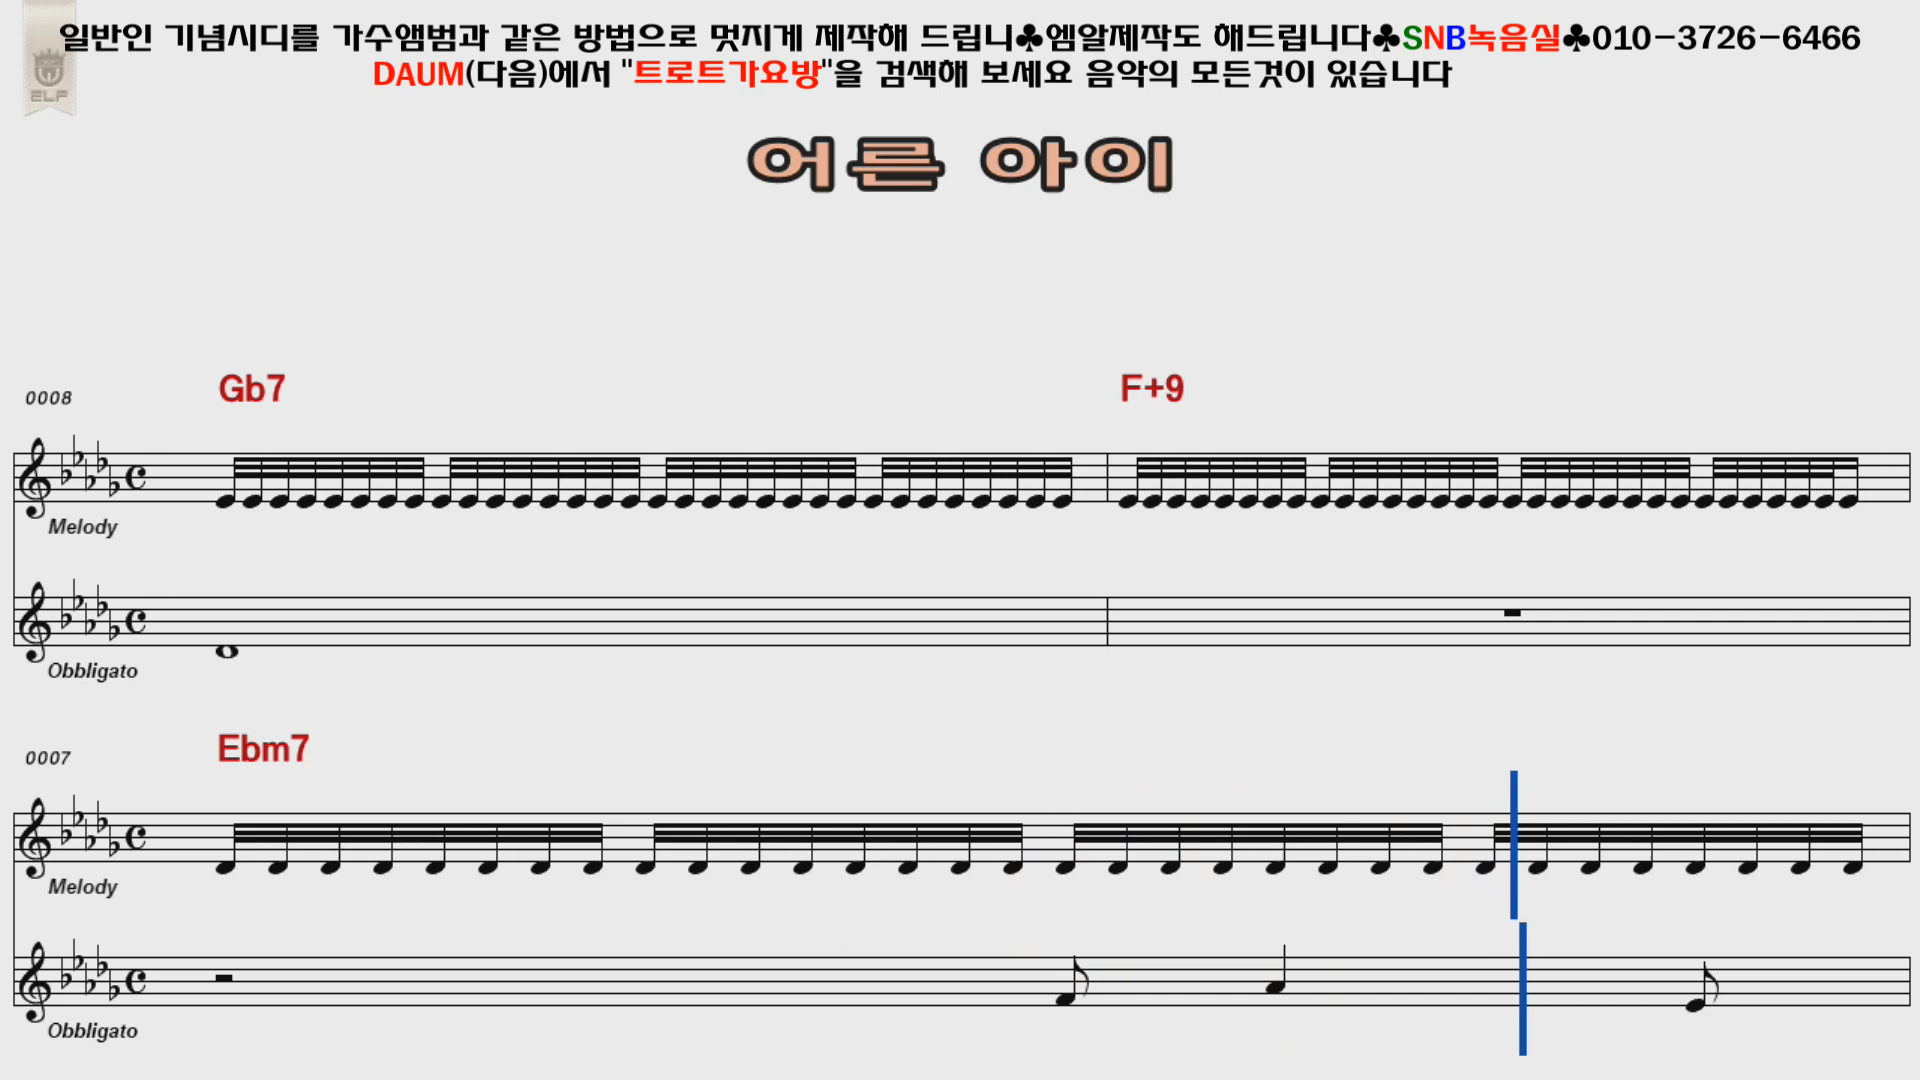 일반인 기념시디를 가수앰범과 같은 방법으로 멋지게 제작해 드립니♣엠알제작도 해드립니다♣SNB녹음실♣010-3726-6466
DAUM(다음)에서 "트로트가요방"을 검색해 보세요 음악의 모든것이 있습니다
ELF
어른 아이
0008 Gb7 F+9
Melody
Obbligato
0007 Ebm7
Melody
Obbligato